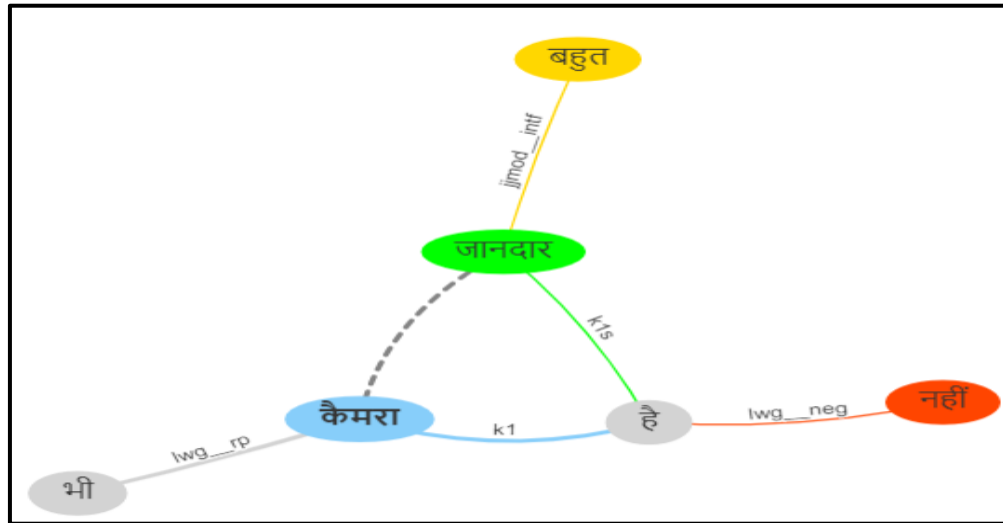 बहुत
jjmod__intf
जानदार
k1s
कैमरा
है
नहीं
lwg__neg
k1
lwg__rp
भी